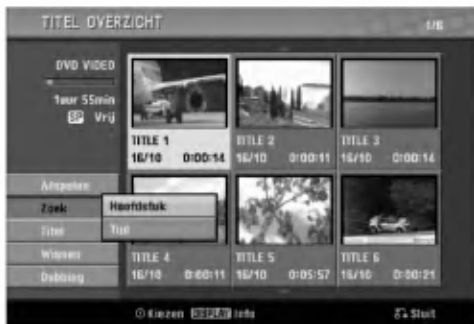 TITEL OVERZICHT
1/6
DVD VIDEO
1uur 55min
SP Vrij
TITLE 1
16/10 0:00:14
TITLE 2
16/10 0:00:11
TITLE 3
16/10 0:00:14
Afspelen
Zoek
Titel
Wissen
Dubbing
Hoofdstuk
Tijd
TITLE 4
16/10 0:00:11
TITLE 5
16/10 0:05:57
TITLE 6
16/10 0:00:21
Kiezen DISPLAY Info
Sluit